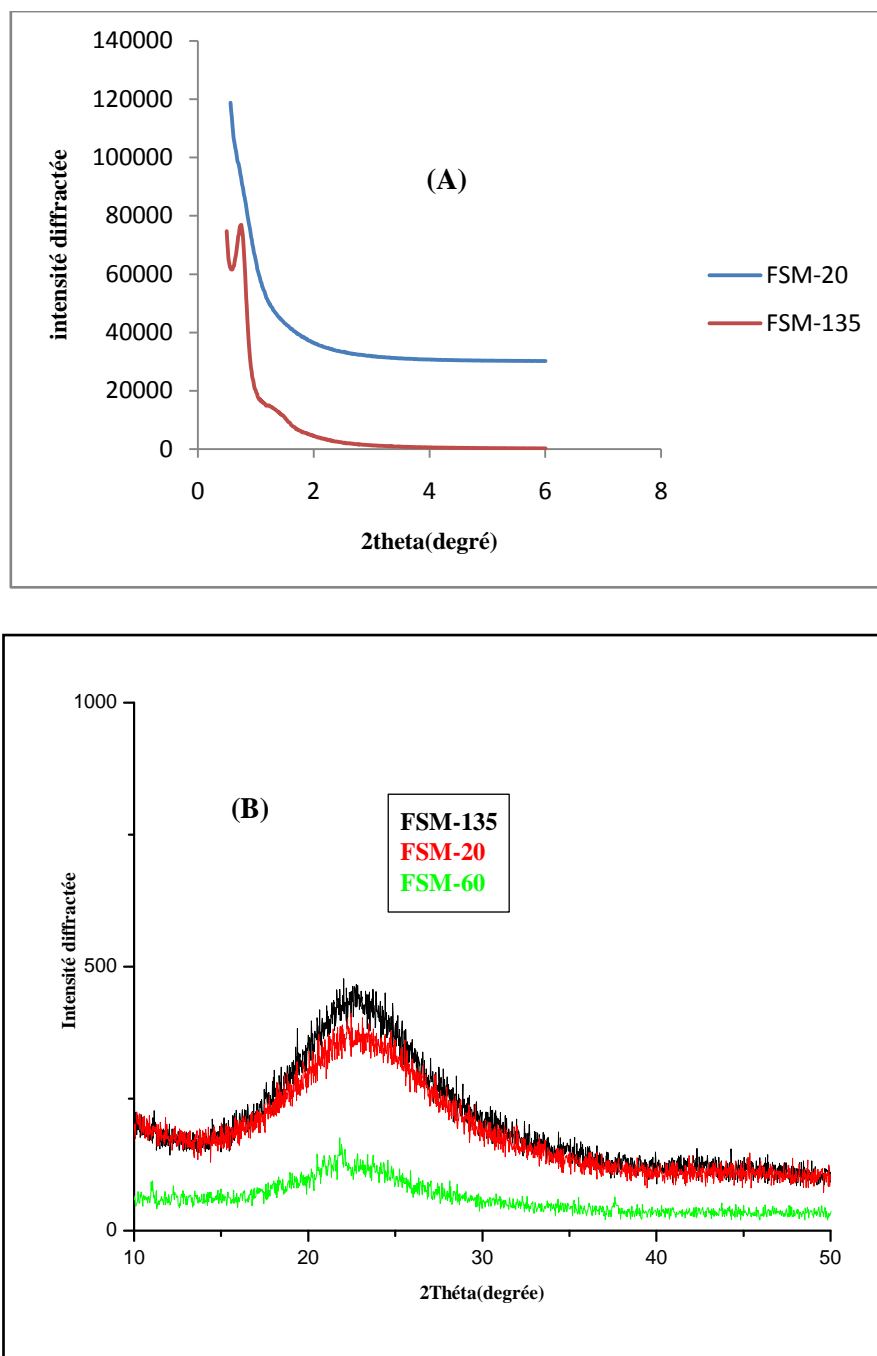 140000
120000
100000
80000
60000
40000
20000
0
intensité diffractée
(A)
FSM-20
FSM-135
0 2 4 6 8
2theta(degré)
1000
500
0
Intensité diffractée
(B)
FSM-135
FSM-20
FSM-60
10 20 30 40 50
2Théta(degrée)